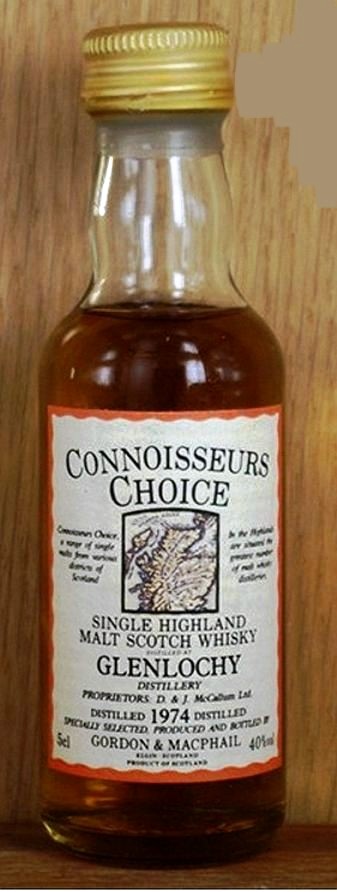 CONNOISSEURS
CHOICE
Connoisseurs Choice,
a range of single
malts from various
districts of
Scotland
In the Highlands
are situated the
greatest number
of malt whisky
distilleries.
SINGLE HIGHLAND
MALT SCOTCH WHISKY
DISTILLED AT
GLENLOCHY
DISTILLERY
PROPRIETORS: D. & J. McCallum Ltd.
DISTILLED 1974 DISTILLED
SPECIALLY SELECTED, PRODUCED AND BOTTLED BY
5cl GORDON & MACPHAIL 40%vol
ELGIN · SCOTLAND
PRODUCT OF SCOTLAND